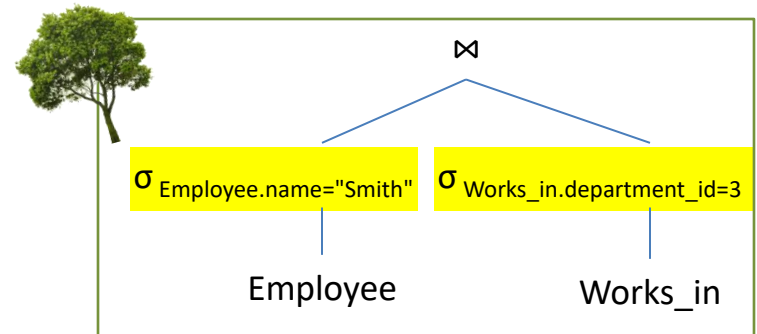 ⋈
σ Employee.name="Smith" σ Works_in.department_id=3
Employee Works_in